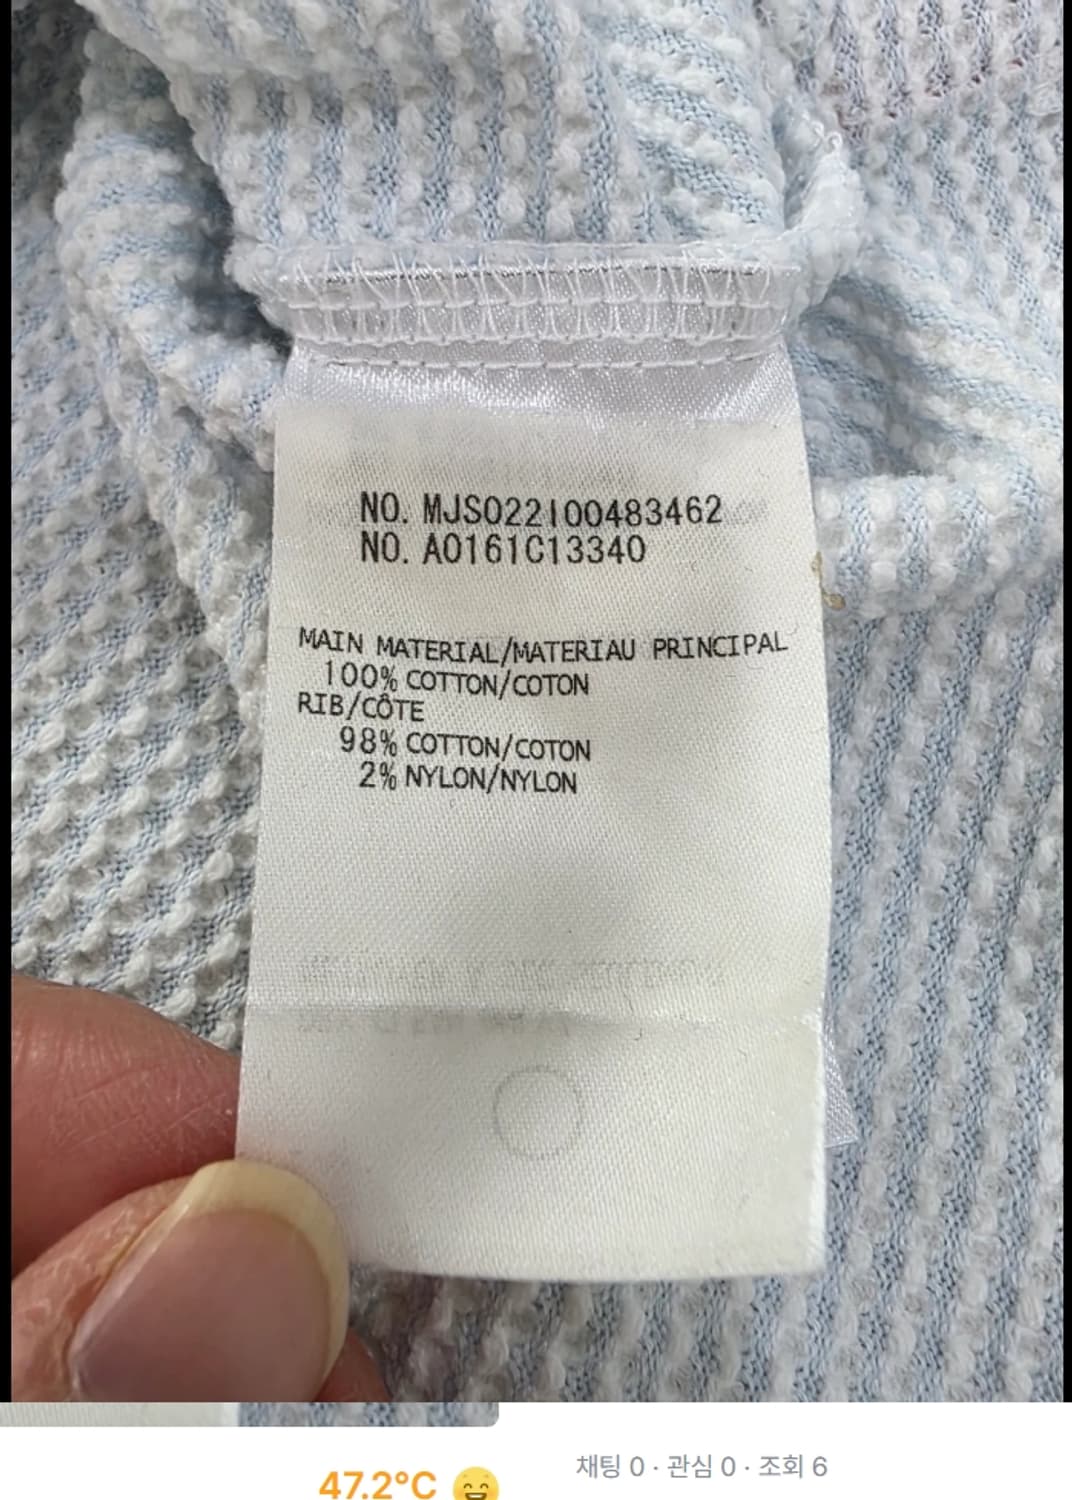 NO. MJS022100483462
NO. A0161C13340
MAIN MATERIAL/MATERIAU PRINCIPAL
100% COTTON/COTON
RIB/CÔTE
98% COTTON/COTON
2% NYLON/NYLON
47.2°C
채팅 0 · 관심 0 · 조회 6